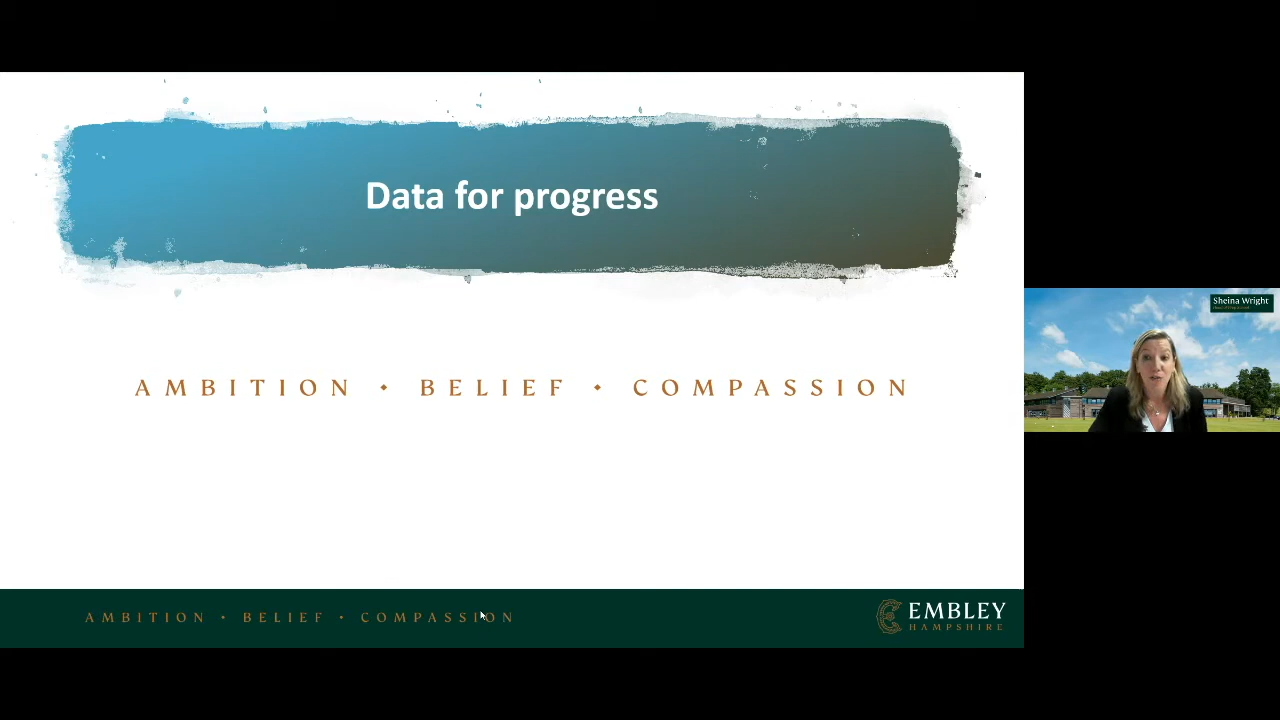 Data for progress
AMBITION • BELIEF • COMPASSION
AMBITION • BELIEF • COMPASSION
EMBLEY
HAMPSHIRE
Sheina Wright